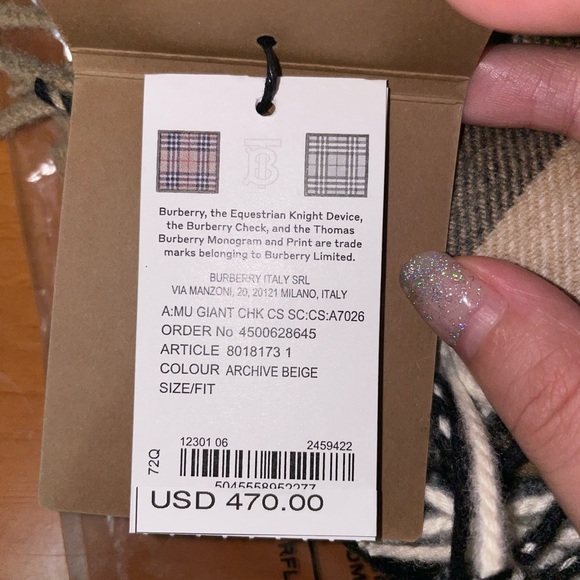 Burberry, the Equestrian Knight Device,
the Burberry Check, and the Thomas
Burberry Monogram and Print are trade
marks belonging to Burberry Limited.
BURBERRY ITALY SRL
VIA MANZONI, 20, 20121 MILANO, ITALY
A:MU GIANT CHK CS SC:CS:A7026
ORDER No 4500628645
ARTICLE 8018173 1
COLOUR ARCHIVE BEIGE
SIZE/FIT
72Q
12301 06 2459422
5045558952277
USD 470.00